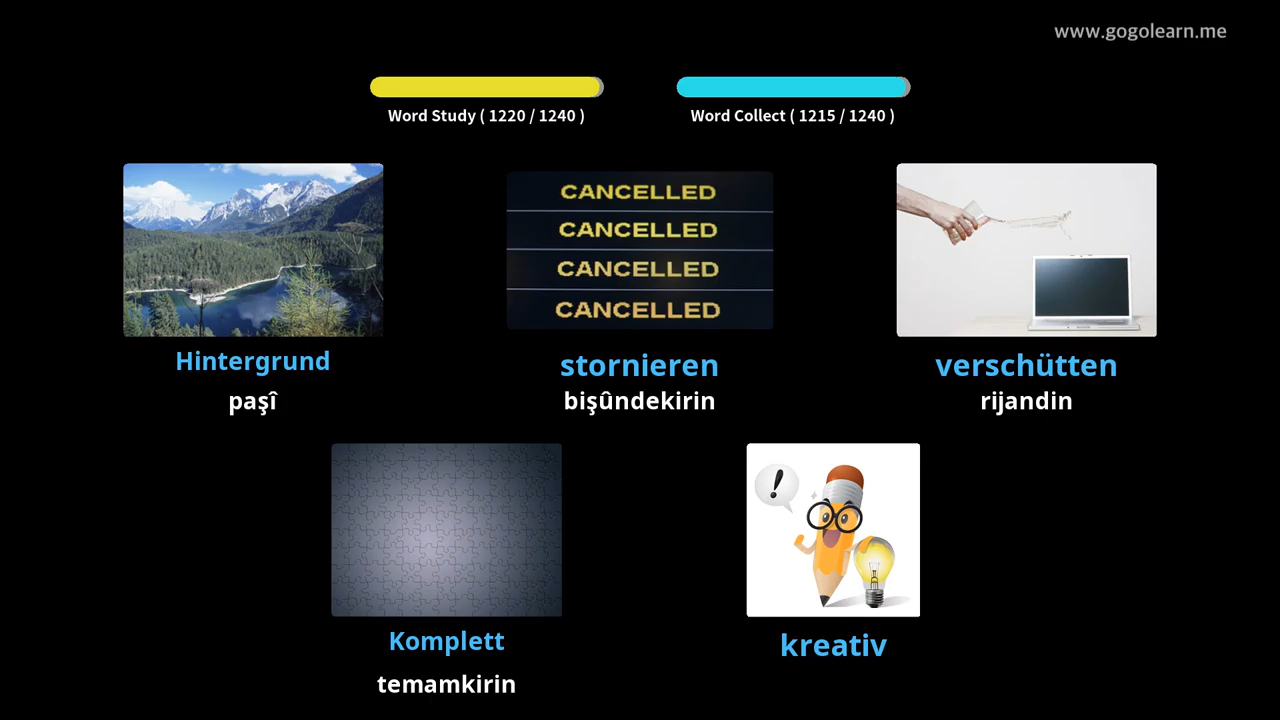 www.gogolearn.me
Word Study ( 1220 / 1240 )
Word Collect ( 1215 / 1240 )
CANCELLED
CANCELLED
CANCELLED
CANCELLED
Hintergrund
paşî
stornieren
bişûndekirin
verschütten
rijandin
!
Komplett
temamkirin
kreativ